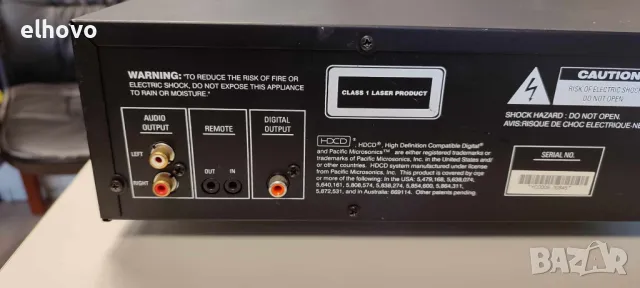 elhovo
WARNING: "TO REDUCE THE RISK OF FIRE OR
ELECTRIC SHOCK, DO NOT EXPOSE THIS APPLIANCE
TO RAIN OR MOISTURE."
AUDIO
OUTPUT
LEFT
RIGHT
REMOTE
OUT IN
DIGITAL
OUTPUT
CLASS 1 LASER PRODUCT
HDCD®, HDCD®, High Definition Compatible Digital®
and Pacific Microsonics™ are either registered trademarks or
trademarks of Pacific Microsonics, Inc. in the United States and/
or other countries. HDCD system manufactured under license
from Pacific Microsonics, Inc. This product is covered by one
or more of the following: In the USA: 5,479,168, 5,638,074,
5,640,161, 5,808,574, 5,838,274, 5,854,600, 5,864,311,
5,872,531, and in Australia: 669114. Other patents pending.
CAUTION
RISK OF ELECTRIC SHOCK
DO NOT OPEN.
SHOCK HAZARD : DO NOT OPEN.
AVIS:RISQUE DE CHOC ELECTRIQUE-NE
SERIAL NO.
BAZAR